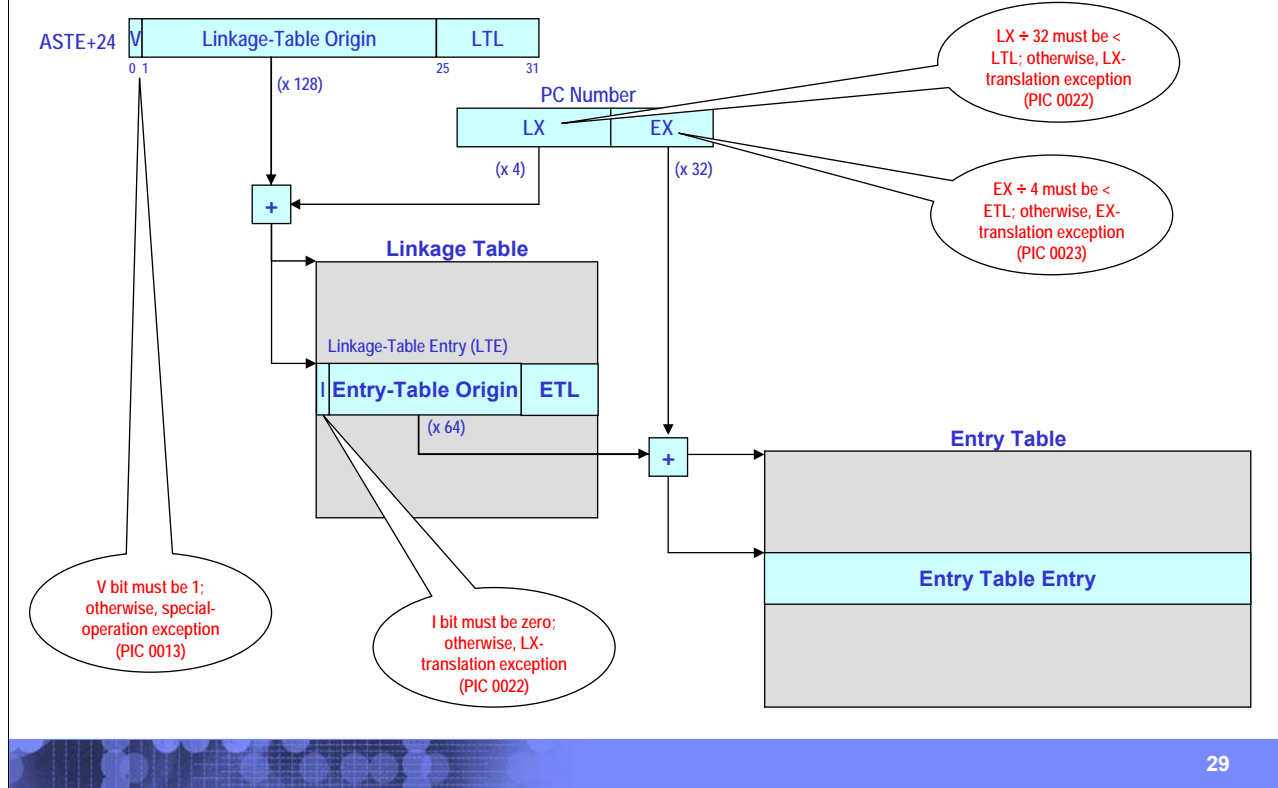 ASTE+24 V Linkage-Table Origin LTL
0 1 25 31
(x 128)
PC Number
LX EX
(x 4) (x 32)
LX ÷ 32 must be <
LTL; otherwise, LX-
translation exception
(PIC 0022)
EX ÷ 4 must be <
ETL; otherwise, EX-
translation exception
(PIC 0023)
+
Linkage Table
Linkage-Table Entry (LTE)
I Entry-Table Origin ETL
(x 64)
+
Entry Table
Entry Table Entry
V bit must be 1;
otherwise, special-
operation exception
(PIC 0013)
I bit must be zero;
otherwise, LX-
translation exception
(PIC 0022)
29